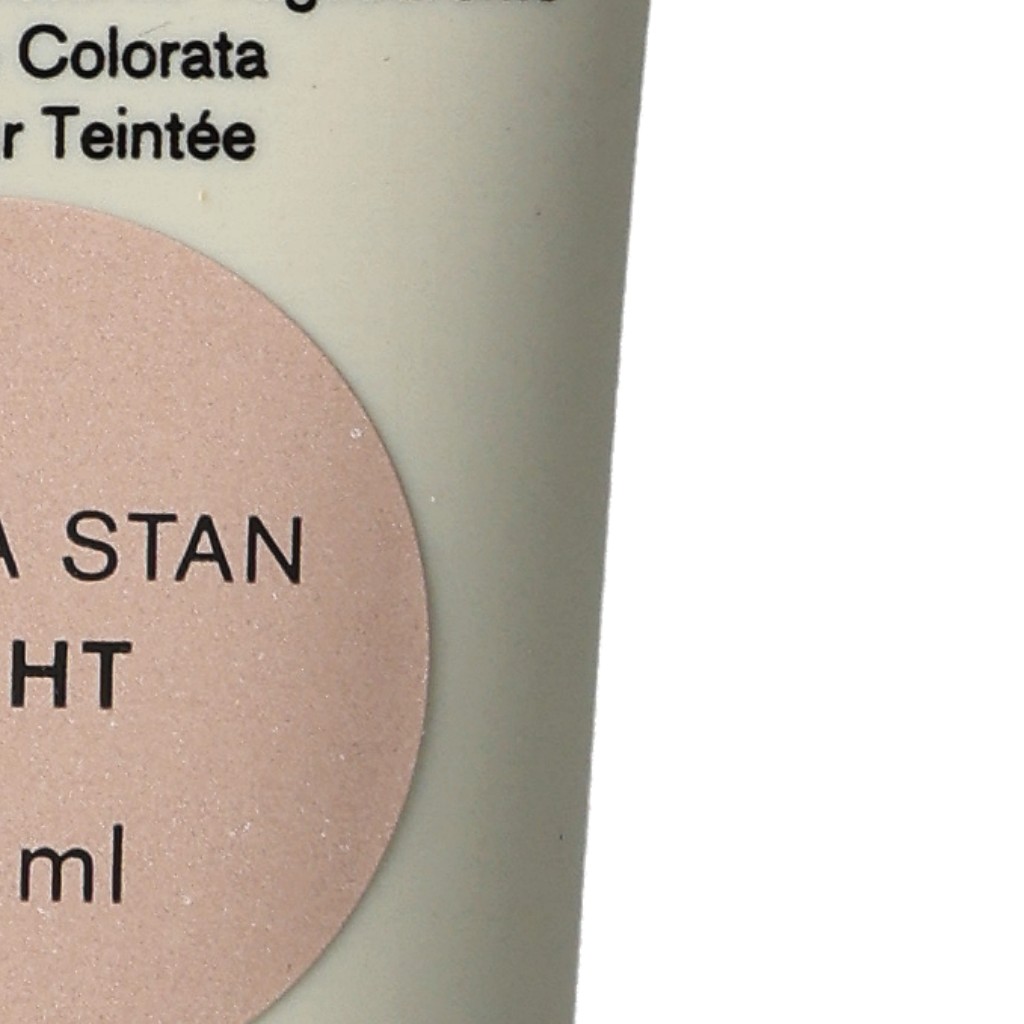 Colorata
r Teintée
A STAN
HT
ml